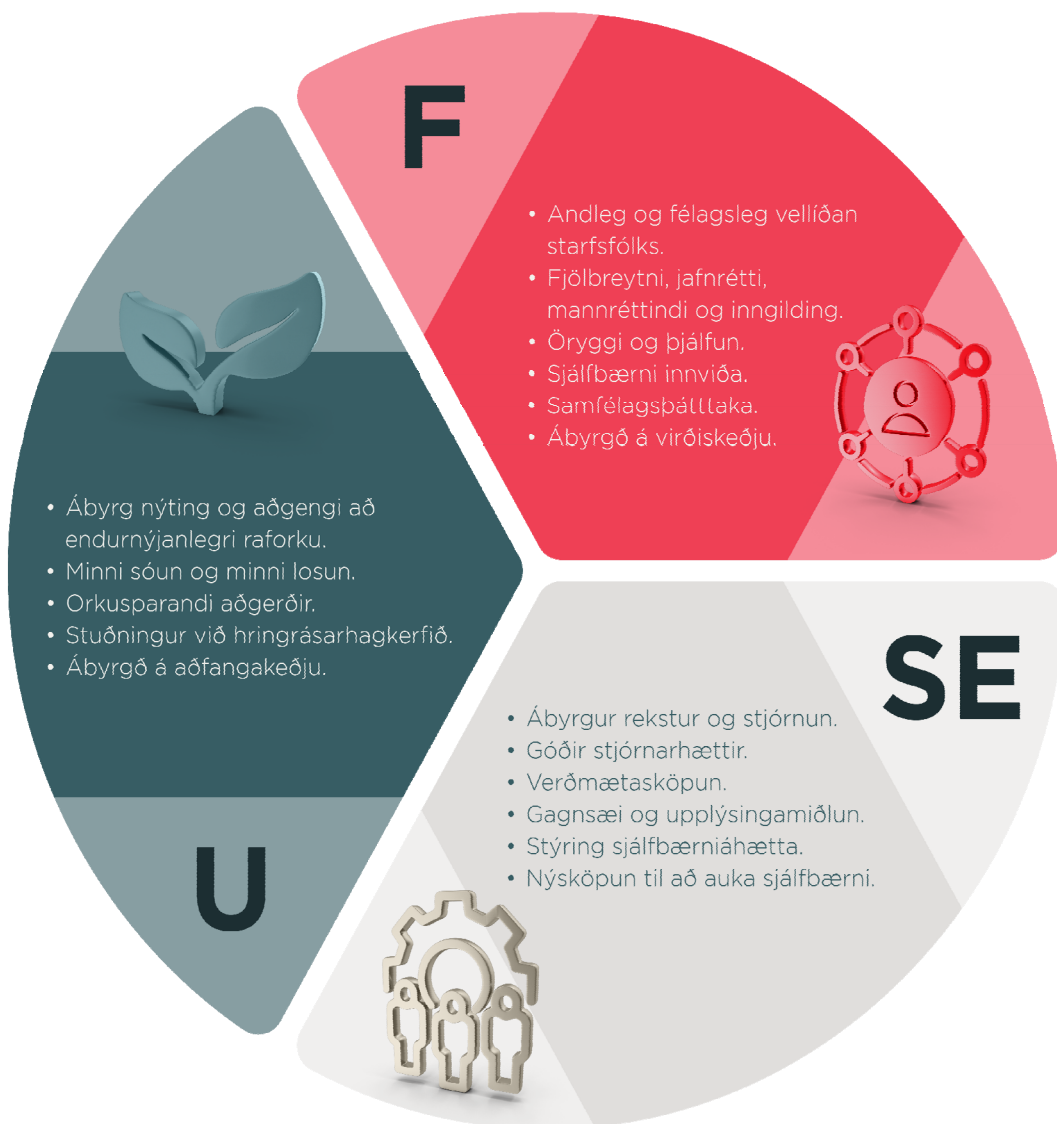 F
• Andleg og félagsleg vellíðan
starfsfólks.
• Fjölbreytni, jafnrétti,
mannréttindi og inngilding.
• Öryggi og þjálfun.
• Sjálfbærni innviða.
• Samfélagsþátttaka.
• Ábyrgð á virðiskeðju.
• Ábyrg nýting og aðgengi að
endurnýjanlegri raforku.
• Minni sóun og minni losun.
• Orkusparandi aðgerðir.
• Stuðningur við hringrásarhagkerfið.
• Ábyrgð á aðfangakeðju.
U
SE
• Ábyrgur rekstur og stjórnun.
• Góðir stjórnarhættir.
• Verðmætasköpun.
• Gagnsæi og upplýsingamiðlun.
• Stýring sjálfbærniáhætta.
• Nýsköpun til að auka sjálfbærni.